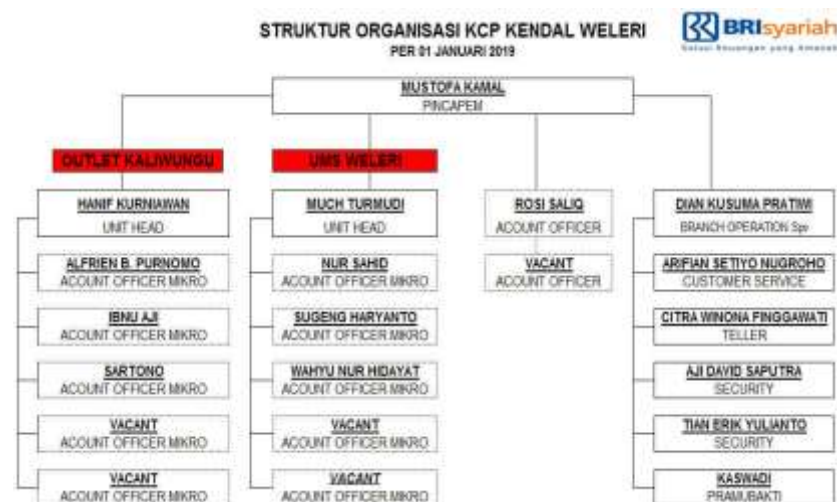 STRUKTUR ORGANISASI KCP KENDAL WELERI
PER 01 JANUARI 2019
BRIsyariah
MUSTOFA KAMAL
PINCAPEM
OUTLET KALIWUNGU
HANIF KURNIAWAN
UNIT HEAD
ALFRIEN B. PURNOMO
ACOUNT OFFICER MIKRO
IBNU AJI
ACOUNT OFFICER MIKRO
SARTONO
ACOUNT OFFICER MIKRO
VACANT
ACOUNT OFFICER MIKRO
VACANT
ACOUNT OFFICER MIKRO
UMS WELERI
MUCH TURMUDI
UNIT HEAD
NUR SAHID
ACOUNT OFFICER MIKRO
SUGENG HARYANTO
ACOUNT OFFICER MIKRO
WAHYU NUR HIDAYAT
ACOUNT OFFICER MIKRO
VACANT
ACOUNT OFFICER MIKRO
VACANT
ACOUNT OFFICER MIKRO
ROSI SALIQ
ACOUNT OFFICER
VACANT
ACOUNT OFFICER
DIAN KUSUMA PRATIWI
BRANCH OPERATION Spv
ARIFIAN SETIYO NUGROHO
CUSTOMER SERVICE
CITRA WINONA FINGGAWATI
TELLER
AJI DAVID SAPUTRA
SECURITY
TIAN ERIK YULIANTO
SECURITY
KASWADI
PRAMUBAKTI